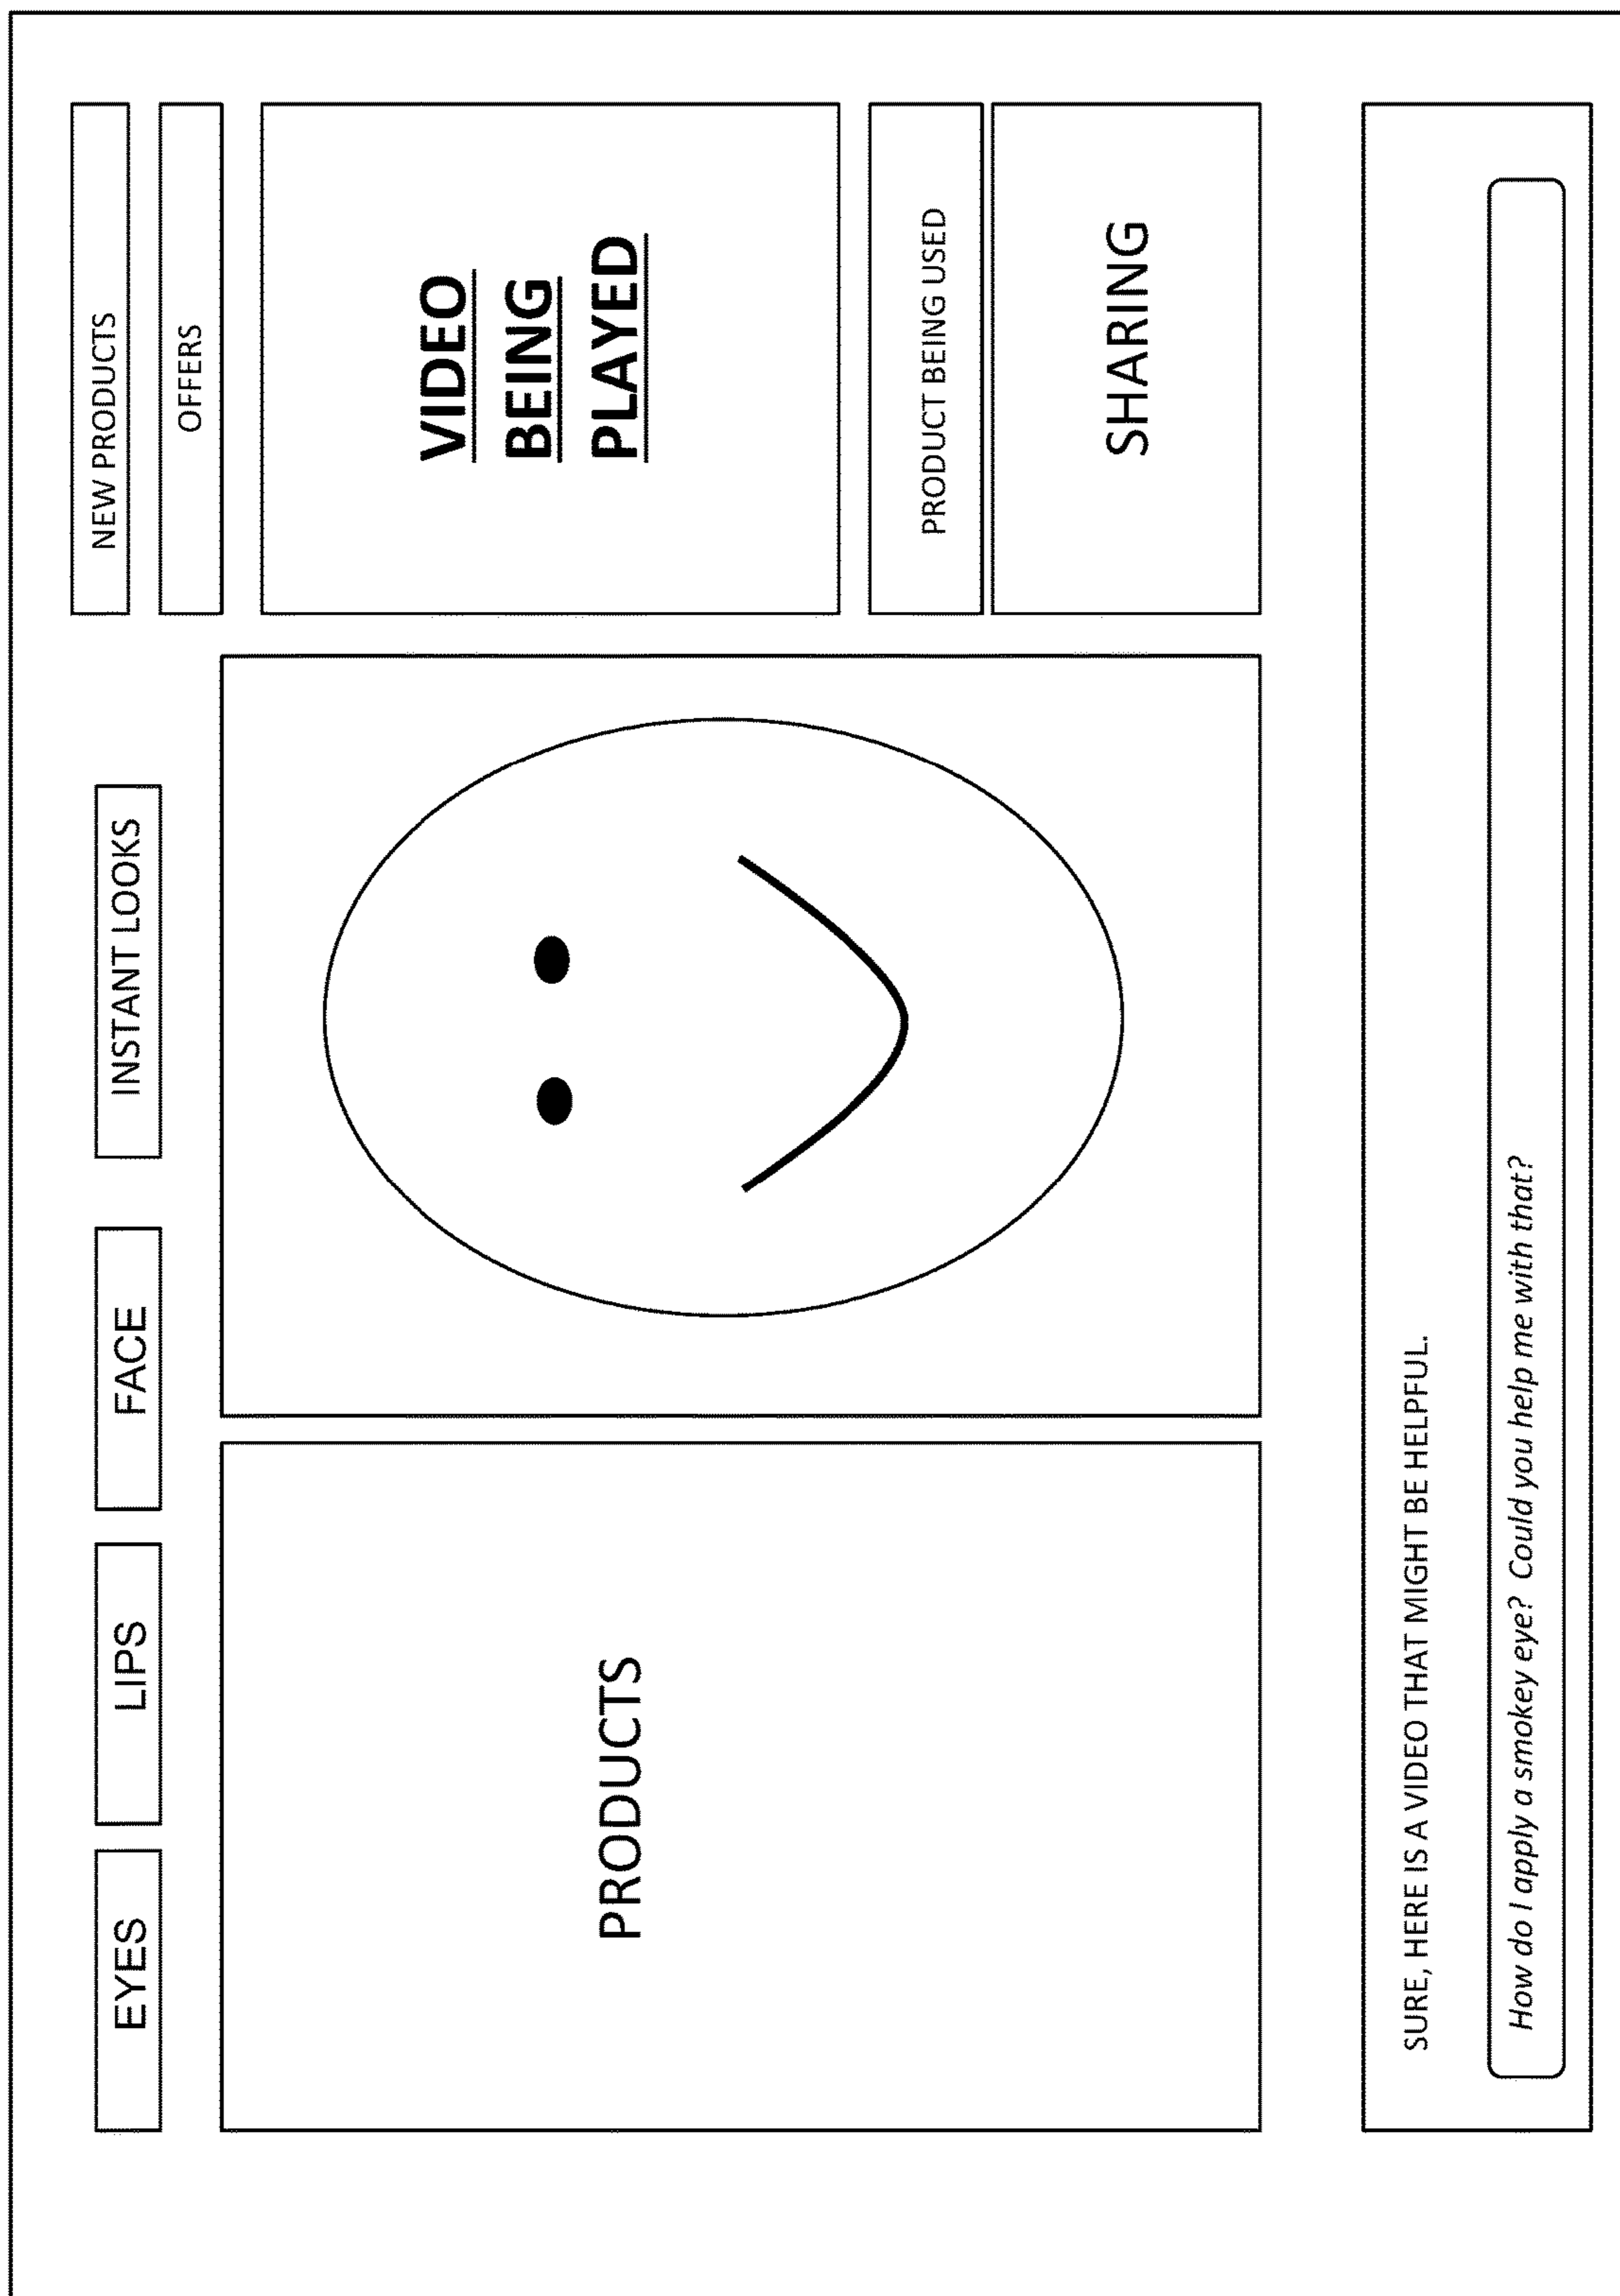 EYES
LIPS
FACE
INSTANT LOOKS
NEW PRODUCTS
OFFERS
PRODUCTS
VIDEO
BEING
PLAYED
PRODUCT BEING USED
SHARING
SURE, HERE IS A VIDEO THAT MIGHT BE HELPFUL.
How do I apply a smokey eye? Could you help me with that?